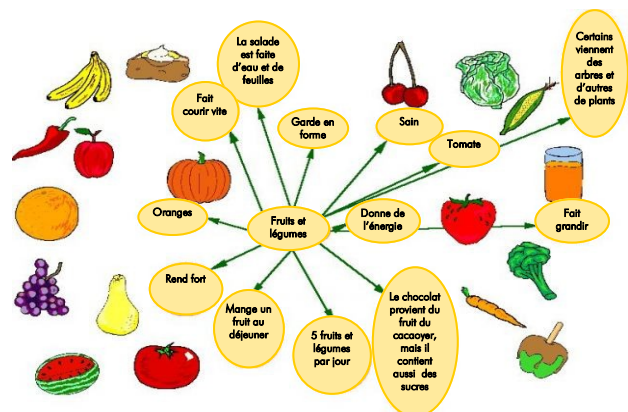 La salade
est faite
d'eau et de
feuilles
Certains
viennent
des
arbres et
d'autres
de plants
Fait
courir vite
Garde en
forme
Sain
Tomate
Oranges
Fruits et
légumes
Donne de
l'énergie
Fait
grandir
Rend fort
Mange un
fruit au
déjeuner
5 fruits et
légumes
par jour
Le chocolat
provient du
fruit du
cacaoyer,
mais il
contient
aussi des
sucres